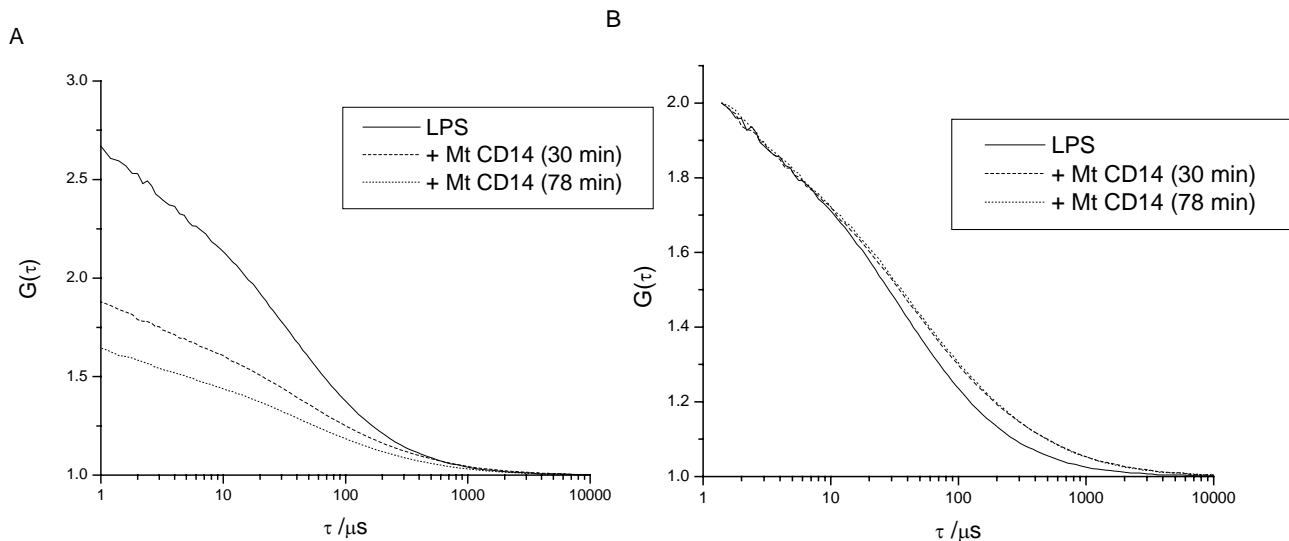 A
3.0
2.5
2.0
1.5
1.0
G(τ)
LPS
+ Mt CD14 (30 min)
+ Mt CD14 (78 min)
1
10
100
1000
10000
τ /μs
B
2.0
1.8
1.6
1.4
1.2
1.0
G(τ)
LPS
+ Mt CD14 (30 min)
+ Mt CD14 (78 min)
1
10
100
1000
10000
τ /μs